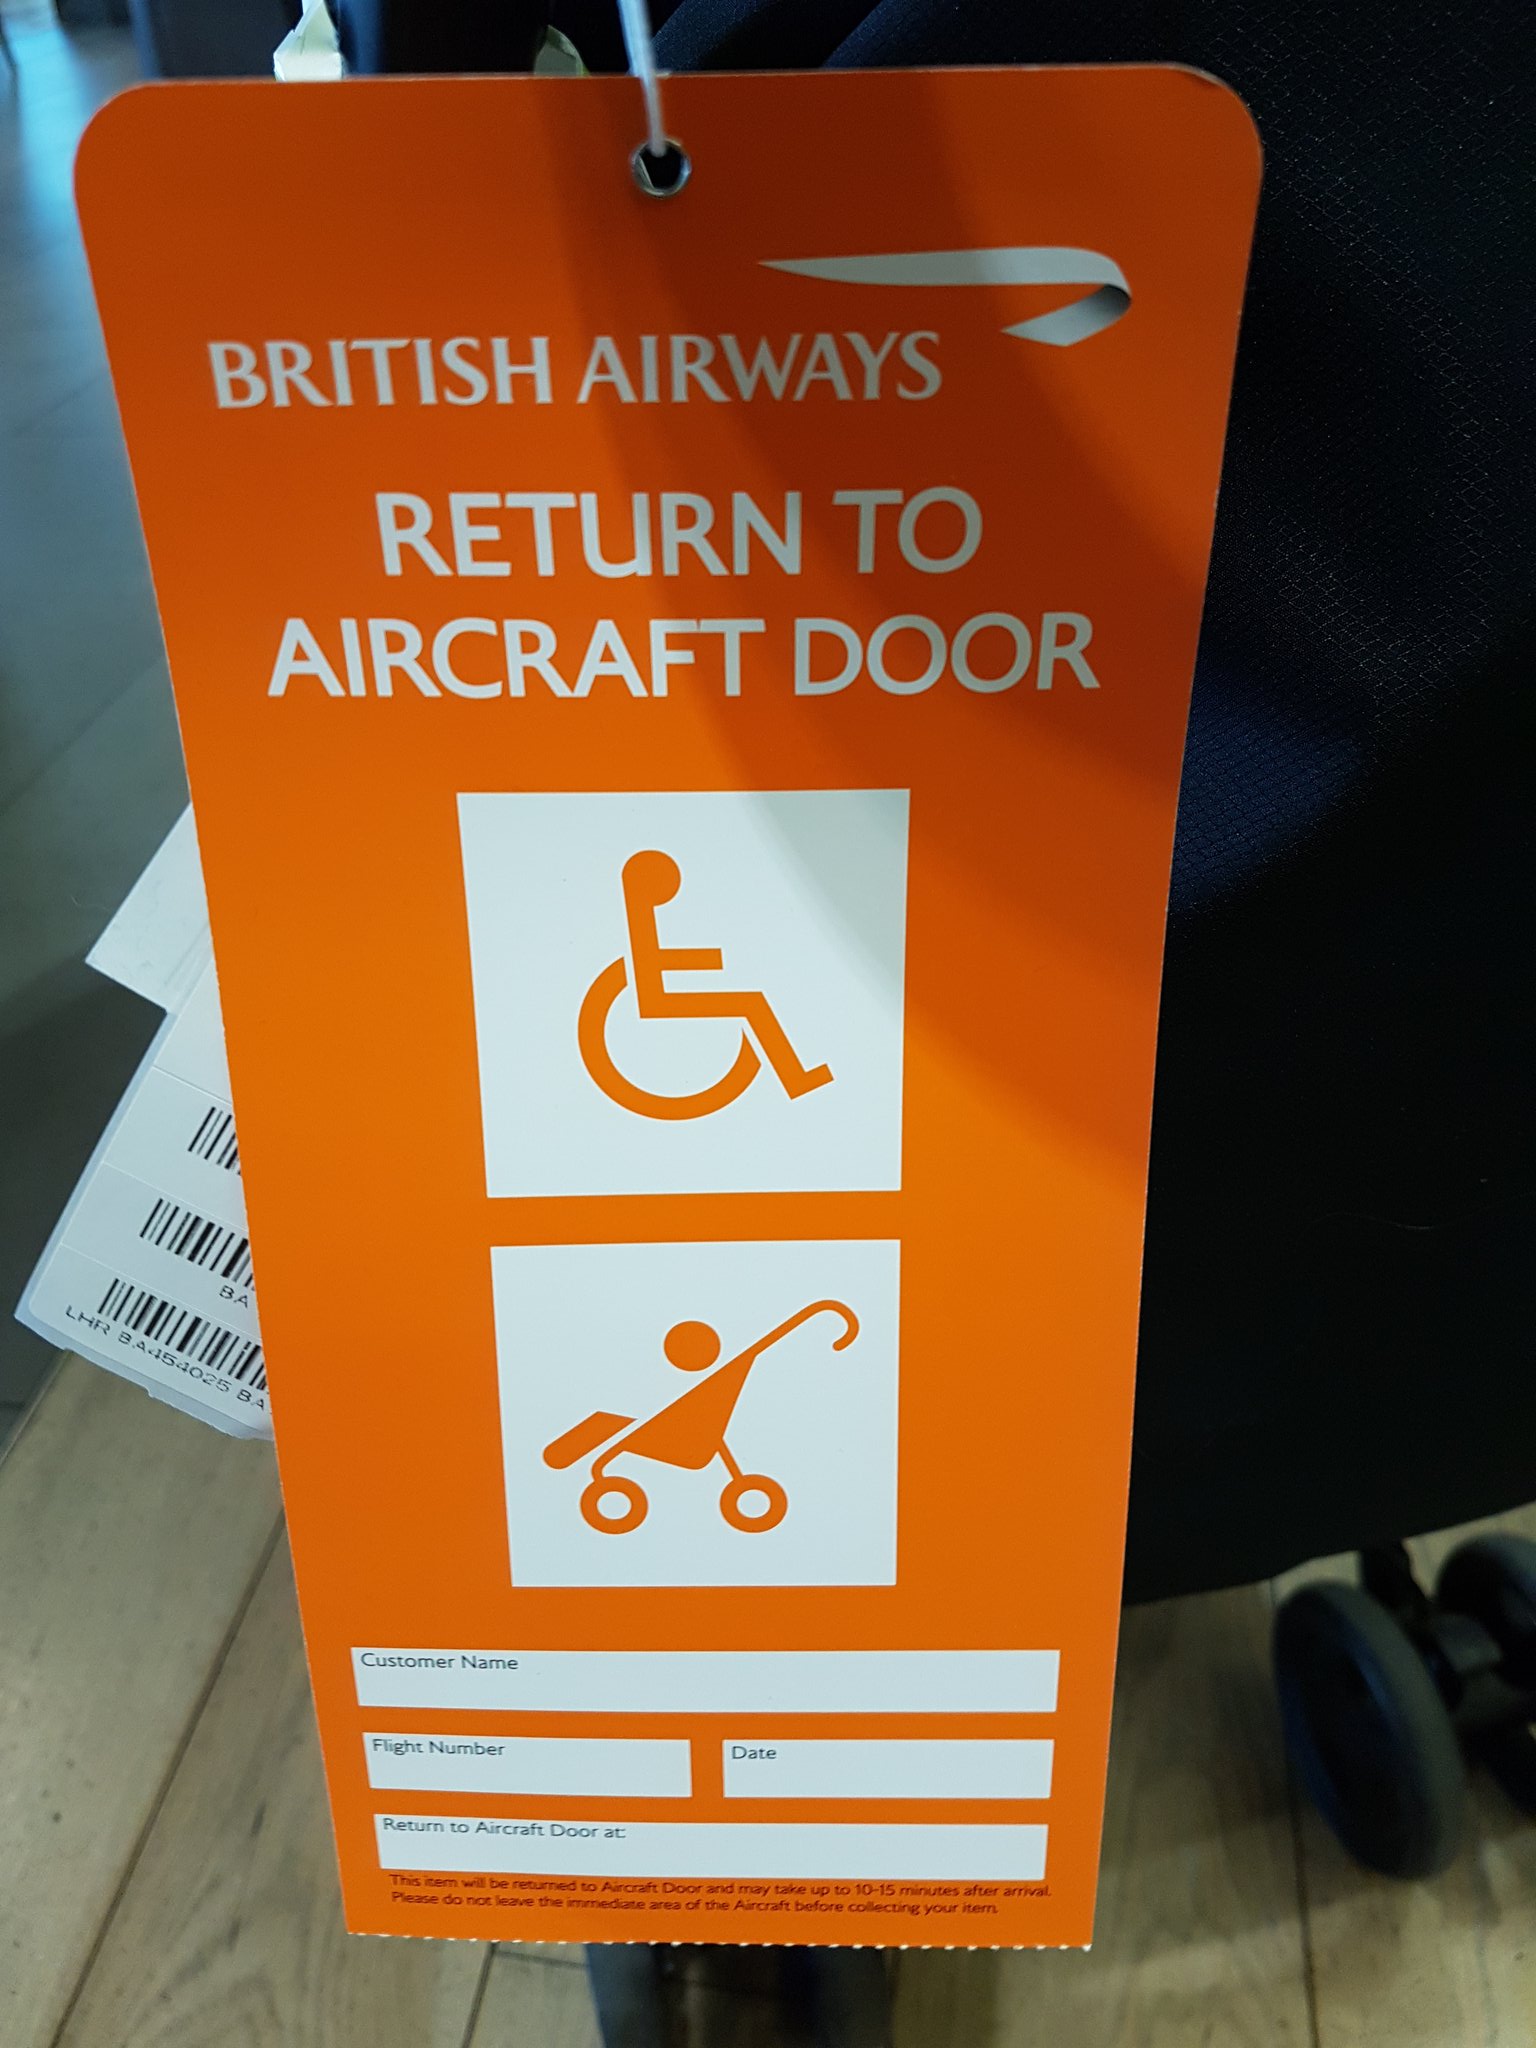 BRITISH AIRWAYS
RETURN TO
AIRCRAFT DOOR
BA
LHR BA454025 BA
Customer Name
Flight Number
Date
Return to Aircraft Door at:
This item will be returned to Aircraft Door and may take up to 10-15 minutes after arrival.
Please do not leave the immediate area of the Aircraft before collecting your item.